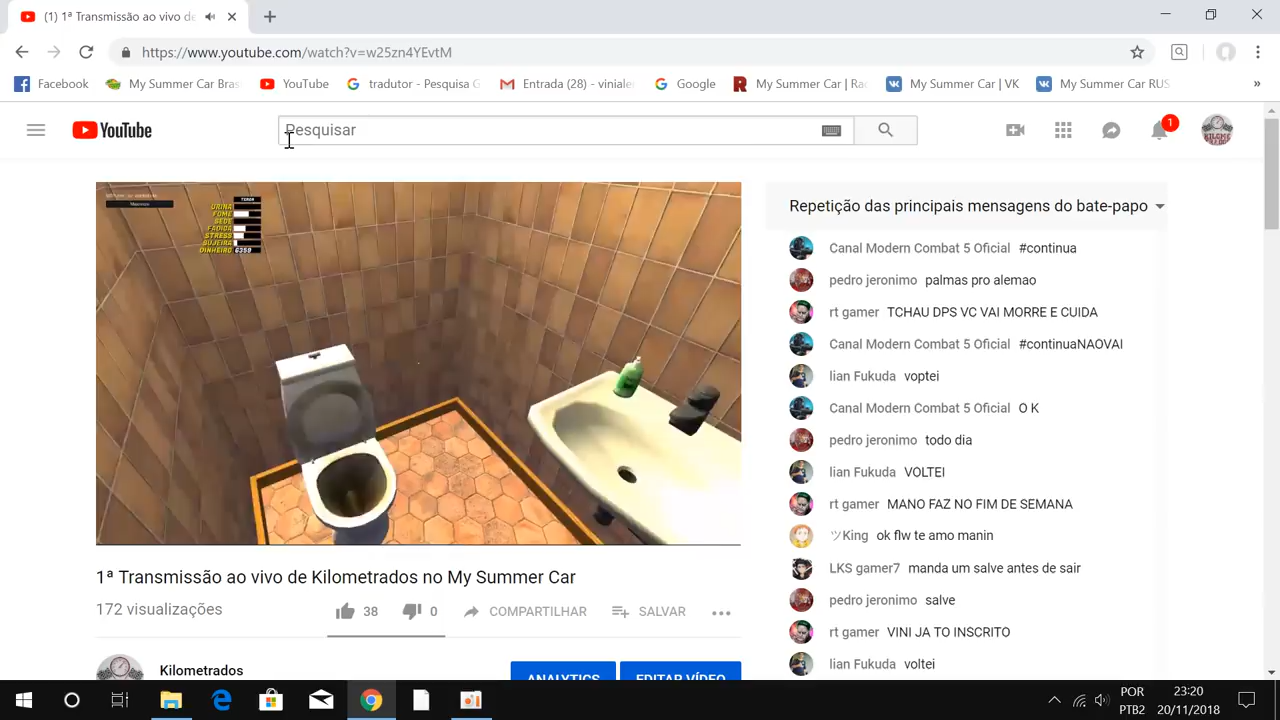 (1) 1ª Transmissão ao vivo de
https://www.youtube.com/watch?v=w25zn4YEvtM
Facebook
My Summer Car Bras
YouTube
tradutor - Pesquisa G
Entrada (28) - vinialer
Google
My Summer Car | Rac
My Summer Car | VK
My Summer Car RUS
»
YouTube
Pesquisar
1
TERÇA
URINA
FOME
SEDE
FADIGA
STRESS
SUJEIRA
DINHEIRO 6359
Repetição das principais mensagens do bate-papo
Canal Modern Combat 5 Oficial #continua
pedro jeronimo palmas pro alemao
rt gamer TCHAU DPS VC VAI MORRE E CUIDA
Canal Modern Combat 5 Oficial #continuaNAOVAI
lian Fukuda voptei
Canal Modern Combat 5 Oficial O K
pedro jeronimo todo dia
lian Fukuda VOLTEI
rt gamer MANO FAZ NO FIM DE SEMANA
ツKing ok flw te amo manin
LKS gamer7 manda um salve antes de sair
pedro jeronimo salve
rt gamer VINI JA TO INSCRITO
lian Fukuda voltei
1ª Transmissão ao vivo de Kilometrados no My Summer Car
172 visualizações
38
0
COMPARTILHAR
SALVAR
Kilometrados
ANALYTICS
EDITAR VÍDEO
POR
PTB2
23:20
20/11/2018